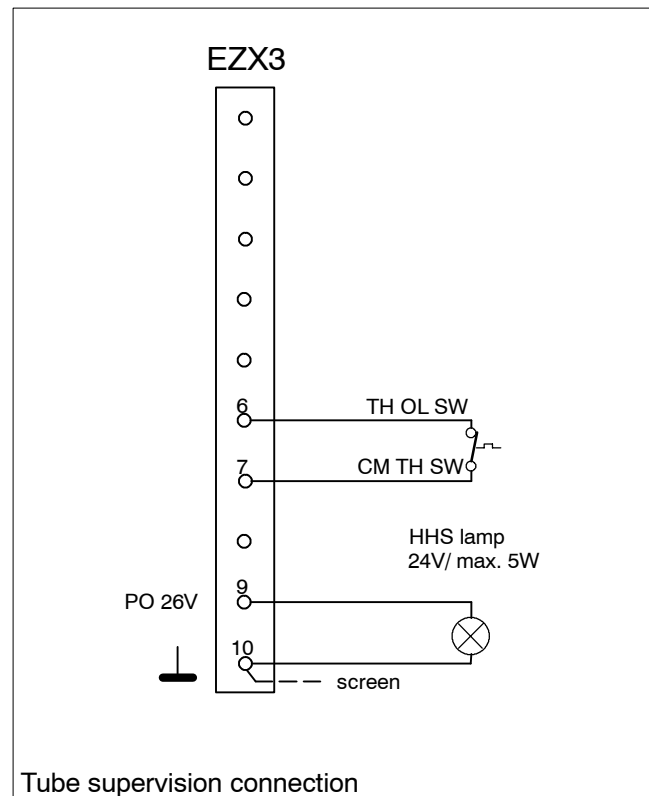 EZX3
6
TH OL SW
7
CM TH SW
HHS lamp
24V/ max. 5W
9
PO 26V
10
screen
Tube supervision connection